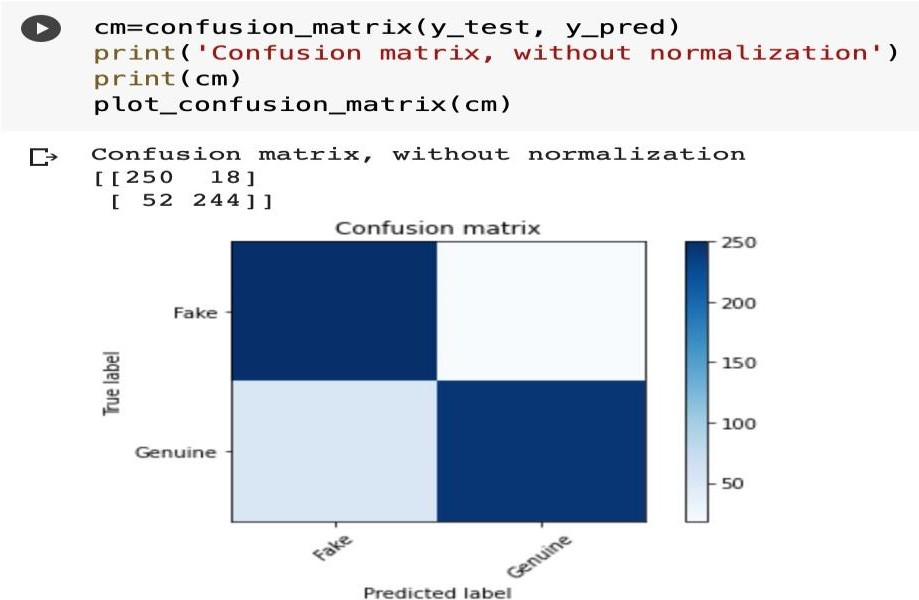 cm=confusion_matrix(y_test, y_pred)
print('Confusion matrix, without normalization')
print(cm)
plot_confusion_matrix(cm)
Confusion matrix, without normalization
[[250  18]
 [ 52 244]]
Confusion matrix
250
200
150
100
50
Fake
Genuine
True label
Fake
Genuine
Predicted label